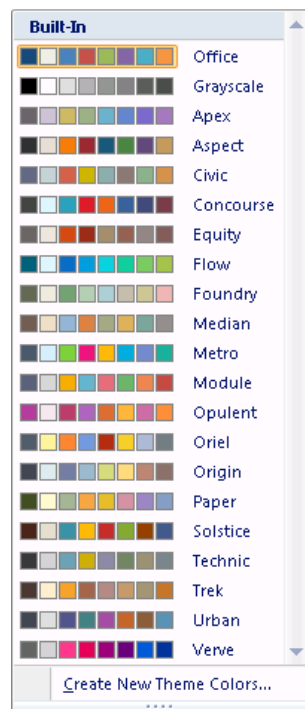 Built-In
Office
Grayscale
Apex
Aspect
Civic
Concourse
Equity
Flow
Foundry
Median
Metro
Module
Opulent
Oriel
Origin
Paper
Solstice
Technic
Trek
Urban
Verve
Create New Theme Colors...